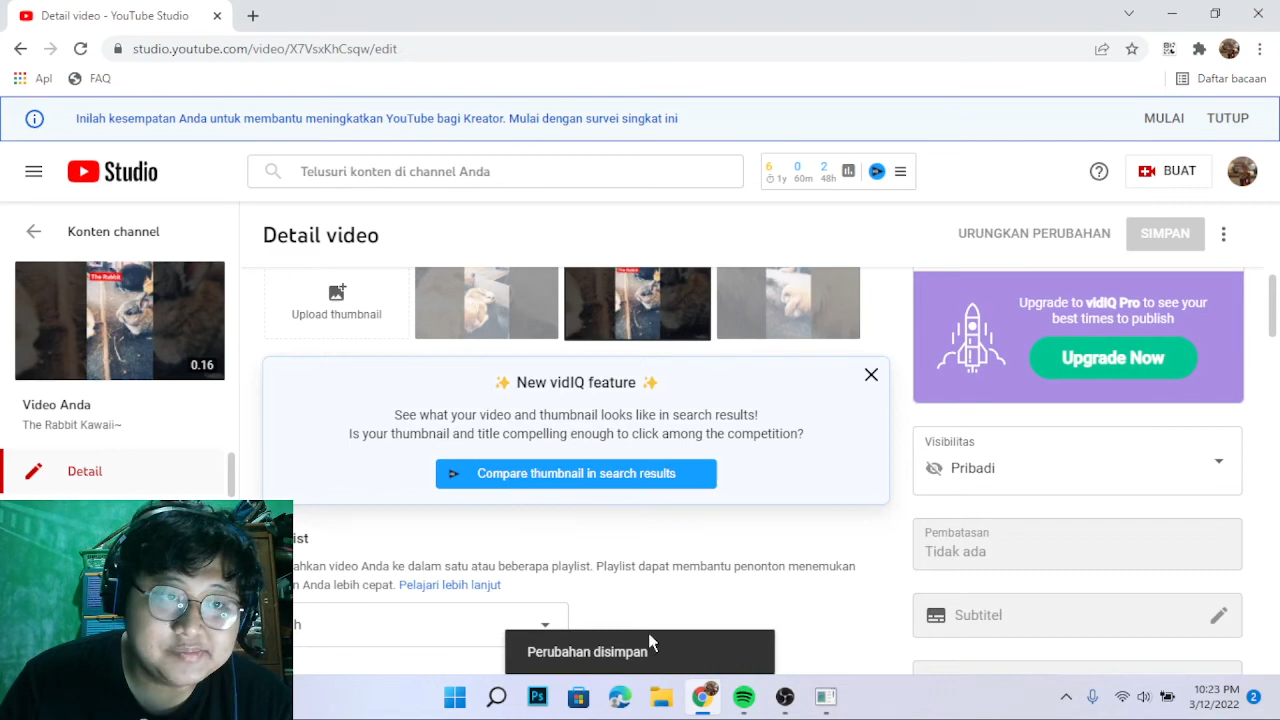 Detail video - YouTube Studio
studio.youtube.com/video/X7VsxKhCsqw/edit
Apl
FAQ
Daftar bacaan
Inilah kesempatan Anda untuk membantu meningkatkan YouTube bagi Kreator. Mulai dengan survei singkat ini
MULAI
TUTUP
Studio
Telusuri konten di channel Anda
6 0 2
1y 60m 48h
BUAT
Konten channel
Detail video
URUNGKAN PERUBAHAN
SIMPAN
The Rabbit
0.16
Video Anda
The Rabbit Kawaii~
Detail
Upload thumbnail
The Rabbit
✨ New vidIQ feature ✨
See what your video and thumbnail looks like in search results!
Is your thumbnail and title compelling enough to click among the competition?
Compare thumbnail in search results
ist
ahkan video Anda ke dalam satu atau beberapa playlist. Playlist dapat membantu penonton menemukan
n Anda lebih cepat. Pelajari lebih lanjut
h
Perubahan disimpan
Upgrade to vidIQ Pro to see your
best times to publish
Upgrade Now
Visibilitas
Pribadi
Pembatasan
Tidak ada
Subtitel
Ps
10:23 PM
3/12/2022
2